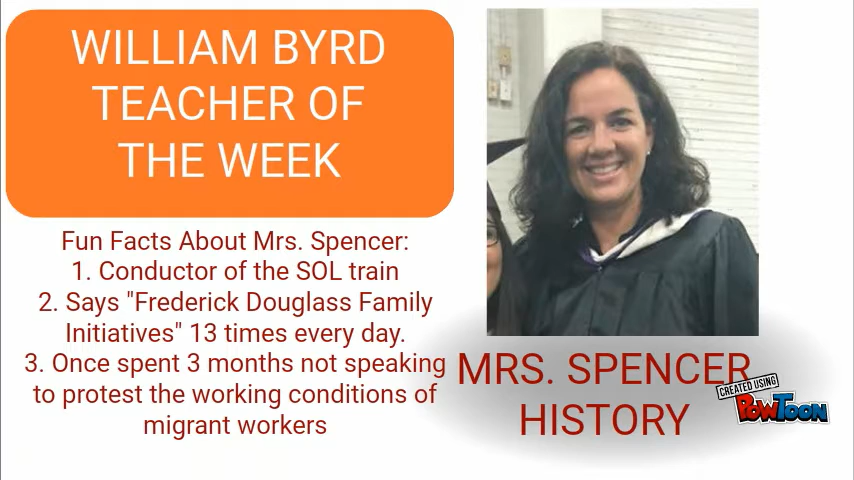 WILLIAM BYRD
TEACHER OF
THE WEEK
Fun Facts About Mrs. Spencer:
1. Conductor of the SOL train
2. Says "Frederick Douglass Family
Initiatives" 13 times every day.
3. Once spent 3 months not speaking
to protest the working conditions of
migrant workers
MRS. SPENCER
HISTORY
CREATED USING
POWTOON